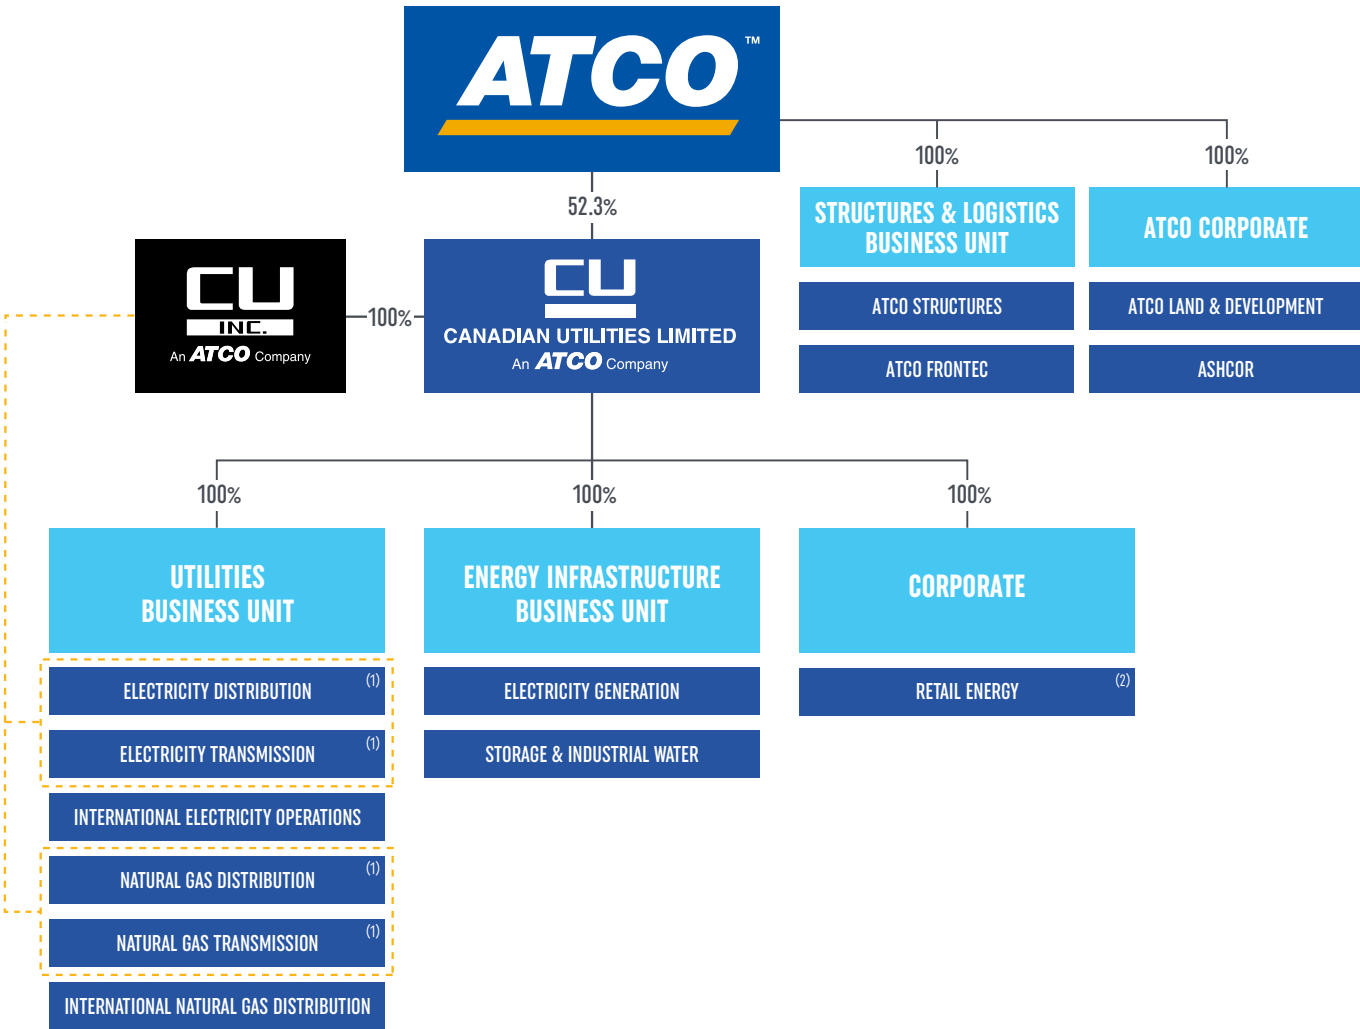 ATCO™
100%
100%
52.3%
STRUCTURES & LOGISTICS
BUSINESS UNIT
ATCO CORPORATE
CU
INC.
An ATCO Company
100%
CU
CANADIAN UTILITIES LIMITED
An ATCO Company
ATCO STRUCTURES
ATCO LAND & DEVELOPMENT
ATCO FRONTEC
ASHCOR
100%
100%
100%
UTILITIES
BUSINESS UNIT
ENERGY INFRASTRUCTURE
BUSINESS UNIT
CORPORATE
ELECTRICITY DISTRIBUTION (1)
ELECTRICITY GENERATION
RETAIL ENERGY (2)
ELECTRICITY TRANSMISSION (1)
STORAGE & INDUSTRIAL WATER
INTERNATIONAL ELECTRICITY OPERATIONS
NATURAL GAS DISTRIBUTION (1)
NATURAL GAS TRANSMISSION (1)
INTERNATIONAL NATURAL GAS DISTRIBUTION